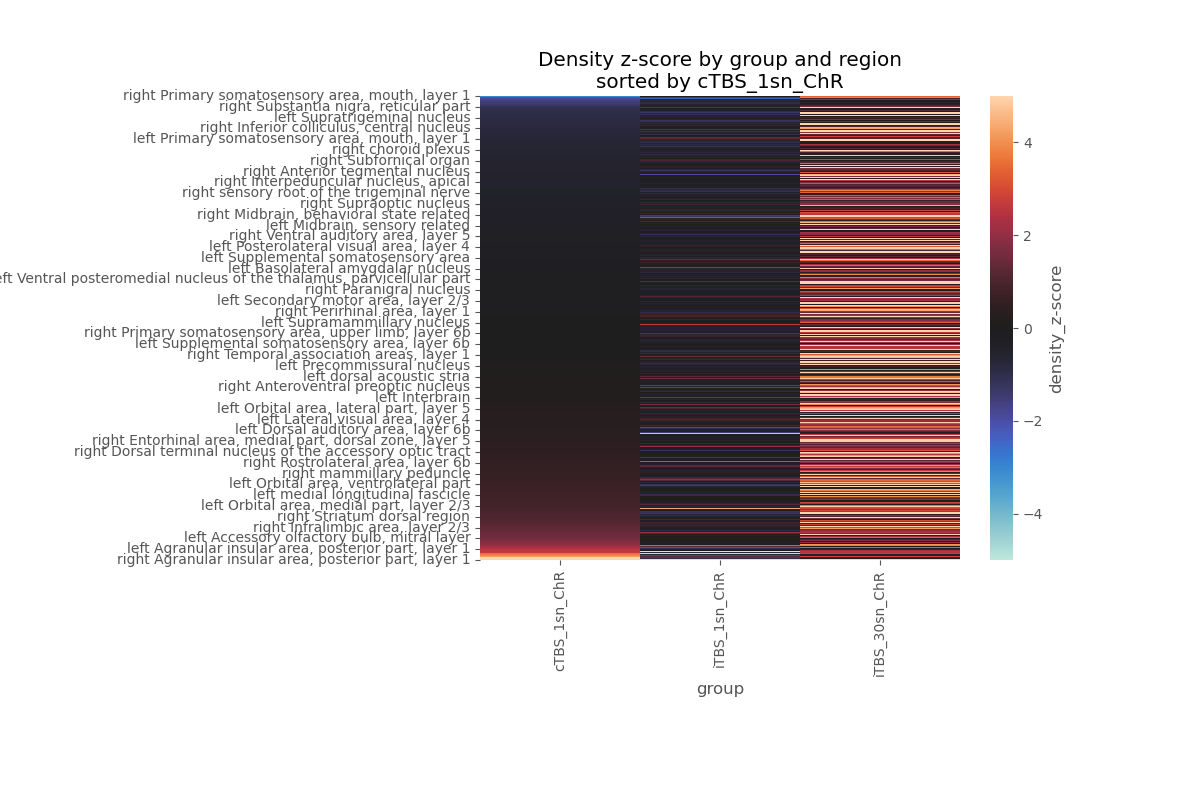 Density z-score by group and region
sorted by cTBS_1sn_ChR
right Primary somatosensory area, mouth, layer 1
right Substantia nigra, reticular part
left Supratrigeminal nucleus
right Inferior colliculus, central nucleus
left Primary somatosensory area, mouth, layer 1
right choroid plexus
right Subfornical organ
right Anterior tegmental nucleus
right Interpeduncular nucleus, apical
right sensory root of the trigeminal nerve
right Supraoptic nucleus
right Midbrain, behavioral state related
left Midbrain, sensory related
right Ventral auditory area, layer 5
left Posterolateral visual area, layer 4
left Supplemental somatosensory area
left Basolateral amygdalar nucleus
eft Ventral posteromedial nucleus of the thalamus, parvicellular part
right Paranigral nucleus
left Secondary motor area, layer 2/3
right Perirhinal area, layer 1
left Supramammillary nucleus
right Primary somatosensory area, upper limb, layer 6b
left Supplemental somatosensory area, layer 6b
right Temporal association areas, layer 1
left Precommissural nucleus
left dorsal acoustic stria
right Anteroventral preoptic nucleus
left Interbrain
left Orbital area, lateral part, layer 5
left Lateral visual area, layer 4
left Dorsal auditory area, layer 6b
right Entorhinal area, medial part, dorsal zone, layer 5
right Dorsal terminal nucleus of the accessory optic tract
right Rostrolateral area, layer 6b
right mammillary peduncle
left Orbital area, ventrolateral part
left medial longitudinal fascicle
left Orbital area, medial part, layer 2/3
right Striatum dorsal region
right Infralimbic area, layer 2/3
left Accessory olfactory bulb, mitral layer
left Agranular insular area, posterior part, layer 1
right Agranular insular area, posterior part, layer 1
cTBS_1sn_ChR
iTBS_1sn_ChR
iTBS_30sn_ChR
group
4
2
0
−2
−4
density_z-score